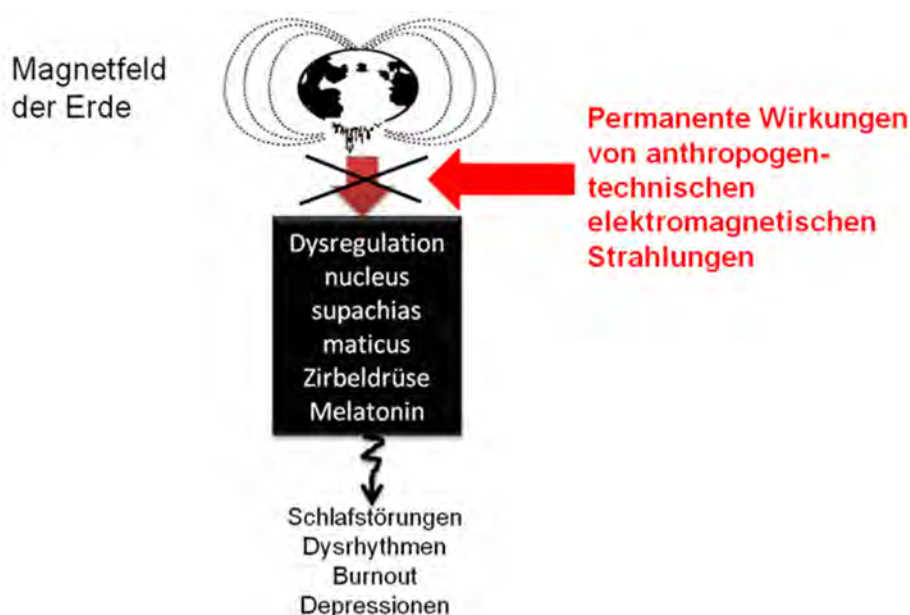 Magnetfeld
der Erde
Permanente Wirkungen
von anthropogen-
technischen
elektromagnetischen
Strahlungen
Dysregulation
nucleus
supachias
maticus
Zirbeldrüse
Melatonin
Schlafstörungen
Dysrhythmen
Burnout
Depressionen